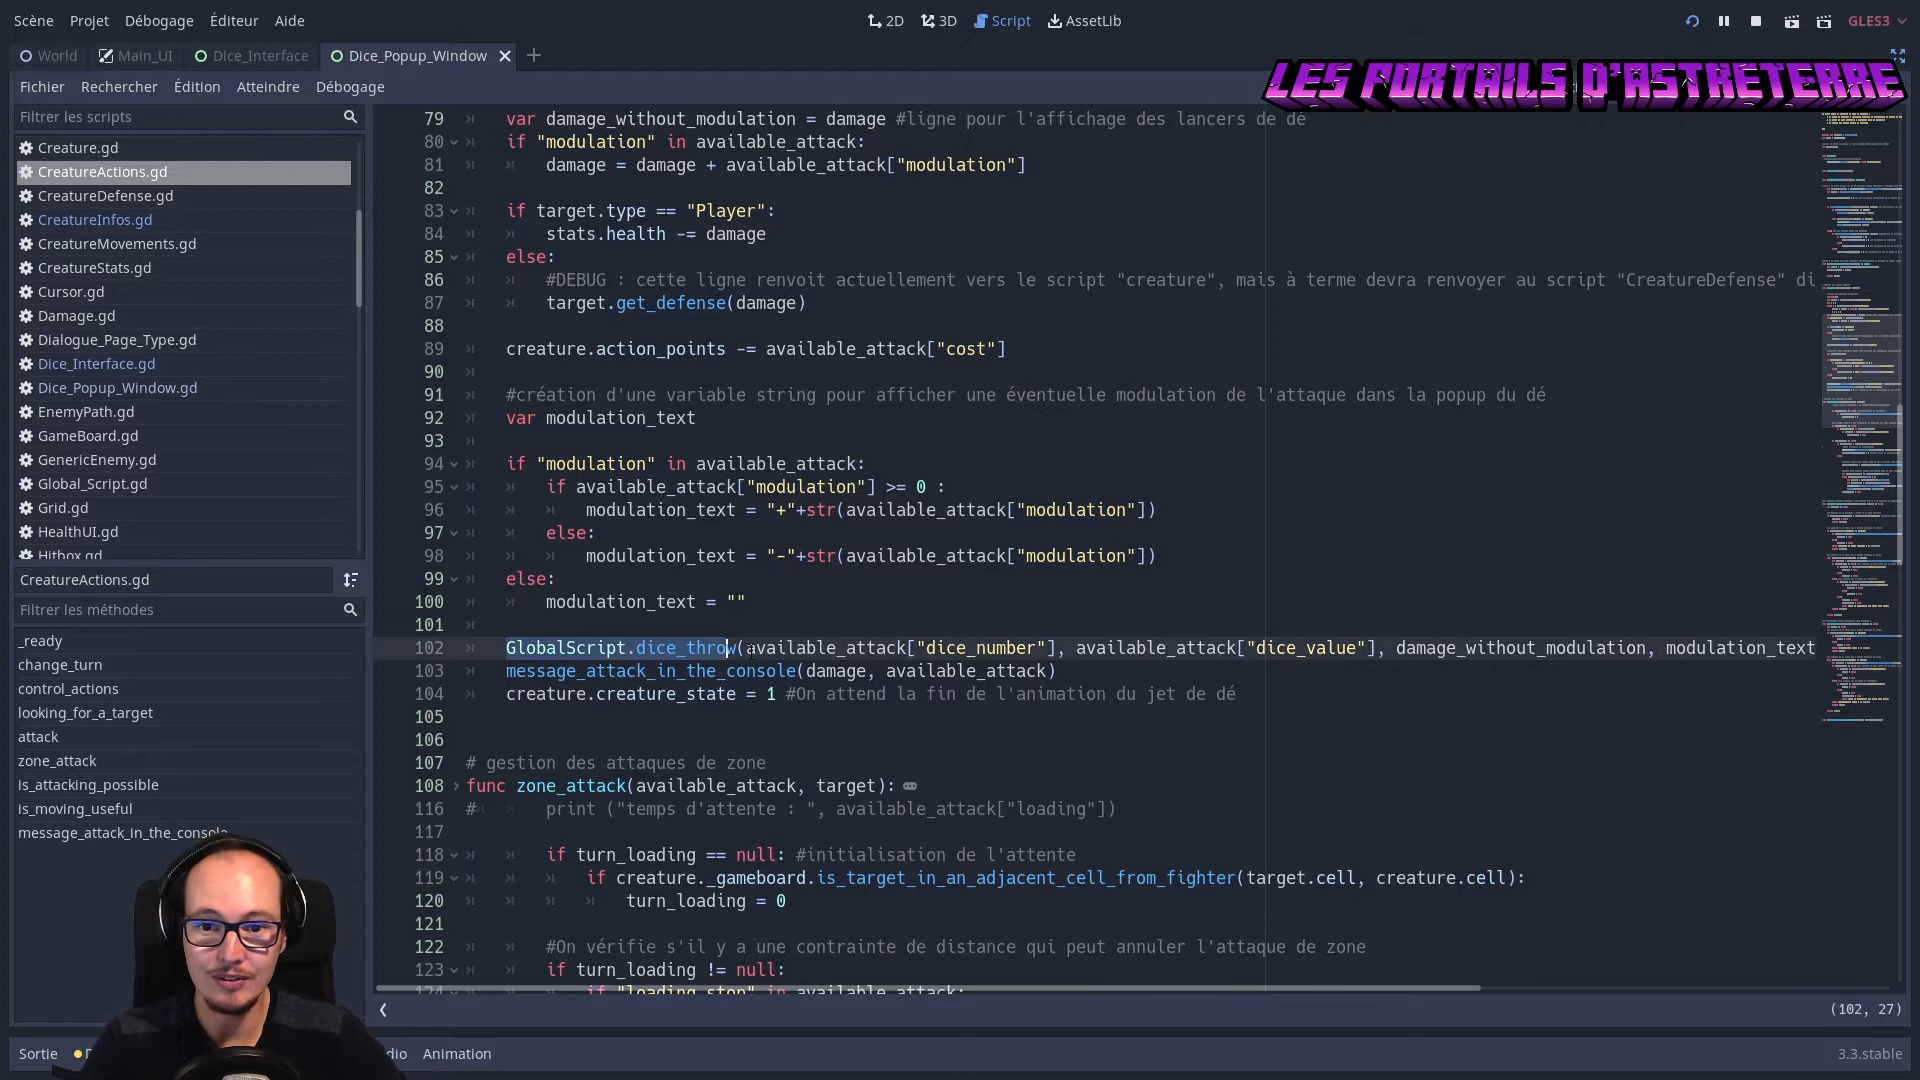 Scène Projet Débogage Éditeur Aide
2D 3D Script AssetLib
GLES3
World Main_UI Dice_Interface Dice_Popup_Window
LES PORTAILS D'ASTRETERRE
Fichier Rechercher Édition Atteindre Débogage
Filtrer les scripts
Creature.gd
CreatureActions.gd
CreatureDefense.gd
CreatureInfos.gd
CreatureMovements.gd
CreatureStats.gd
Cursor.gd
Damage.gd
Dialogue_Page_Type.gd
Dice_Interface.gd
Dice_Popup_Window.gd
EnemyPath.gd
GameBoard.gd
GenericEnemy.gd
Global_Script.gd
Grid.gd
HealthUI.gd
Hitbox.gd
CreatureActions.gd
Filtrer les méthodes
_ready
change_turn
control_actions
looking_for_a_target
attack
zone_attack
is_attacking_possible
is_moving_useful
message_attack_in_the_console
79 var damage_without_modulation = damage #ligne pour l'affichage des lancers de dé
80 if "modulation" in available_attack:
81 damage = damage + available_attack["modulation"]
82
83 if target.type == "Player":
84 stats.health -= damage
85 else:
86 #DEBUG : cette ligne renvoit actuellement vers le script "creature", mais à terme devra renvoyer au script "CreatureDefense" di
87 target.get_defense(damage)
88
89 creature.action_points -= available_attack["cost"]
90
91 #création d'une variable string pour afficher une éventuelle modulation de l'attaque dans la popup du dé
92 var modulation_text
93
94 if "modulation" in available_attack:
95 if available_attack["modulation"] >= 0 :
96 modulation_text = "+"+str(available_attack["modulation"])
97 else:
98 modulation_text = "-"+str(available_attack["modulation"])
99 else:
100 modulation_text = ""
101
102 GlobalScript.dice_throw(available_attack["dice_number"], available_attack["dice_value"], damage_without_modulation, modulation_text
103 message_attack_in_the_console(damage, available_attack)
104 creature.creature_state = 1 #On attend la fin de l'animation du jet de dé
105
106
107 # gestion des attaques de zone
108 func zone_attack(available_attack, target):
116 # print ("temps d'attente : ", available_attack["loading"])
117
118 if turn_loading == null: #initialisation de l'attente
119 if creature._gameboard.is_target_in_an_adjacent_cell_from_fighter(target.cell, creature.cell):
120 turn_loading = 0
121
122 #On vérifie s'il y a une contrainte de distance qui peut annuler l'attaque de zone
123 if turn_loading != null:
124 if "loading_stop" in available_attack:
(102, 27)
Sortie D dio Animation
3.3.stable